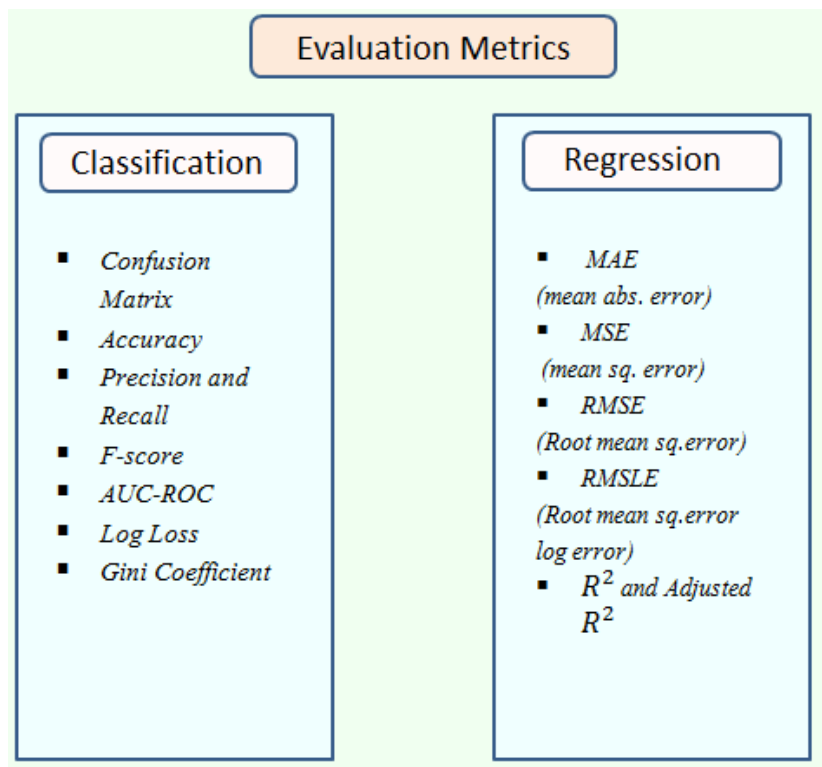 Evaluation Metrics
Classification
▪ Confusion
Matrix
▪ Accuracy
▪ Precision and
Recall
▪ F-score
▪ AUC-ROC
▪ Log Loss
▪ Gini Coefficient
Regression
▪ MAE
(mean abs. error)
▪ MSE
(mean sq. error)
▪ RMSE
(Root mean sq.error)
▪ RMSLE
(Root mean sq.error
log error)
▪ R² and Adjusted
R²